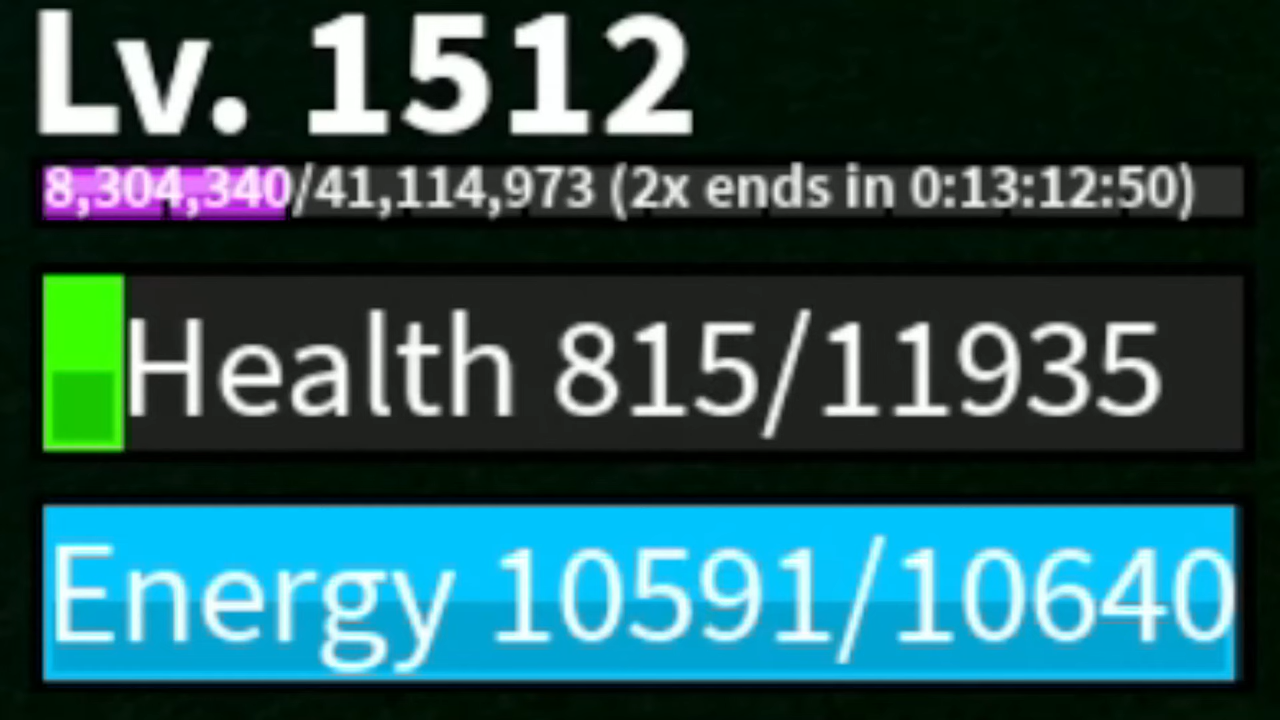 Lv. 1512
8,304,340/41,114,973 (2x ends in 0:13:12:50)
Health 815/11935
Energy 10591/10640